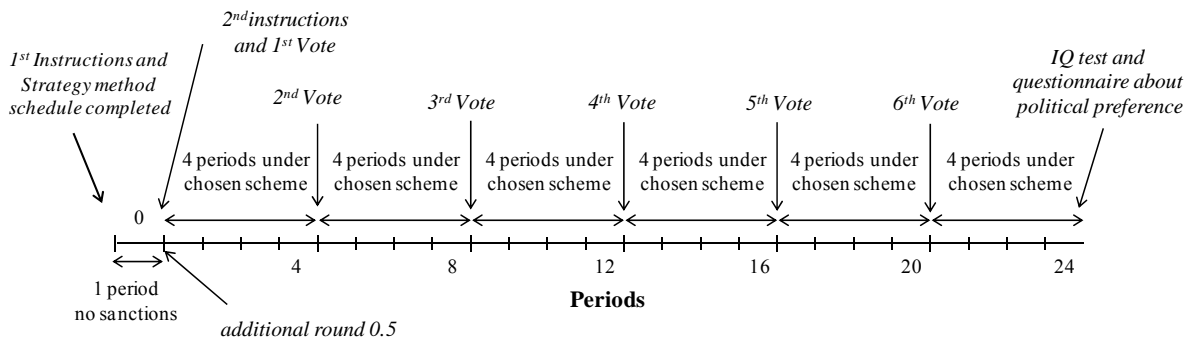 1st Instructions and
Strategy method
schedule completed
2nd instructions
and 1st Vote
2nd Vote
3rd Vote
4th Vote
5th Vote
6th Vote
IQ test and
questionnaire about
political preference
4 periods under
chosen scheme
4 periods under
chosen scheme
4 periods under
chosen scheme
4 periods under
chosen scheme
4 periods under
chosen scheme
4 periods under
chosen scheme
0
4
8
12
16
20
24
1 period
no sanctions
Periods
additional round 0.5